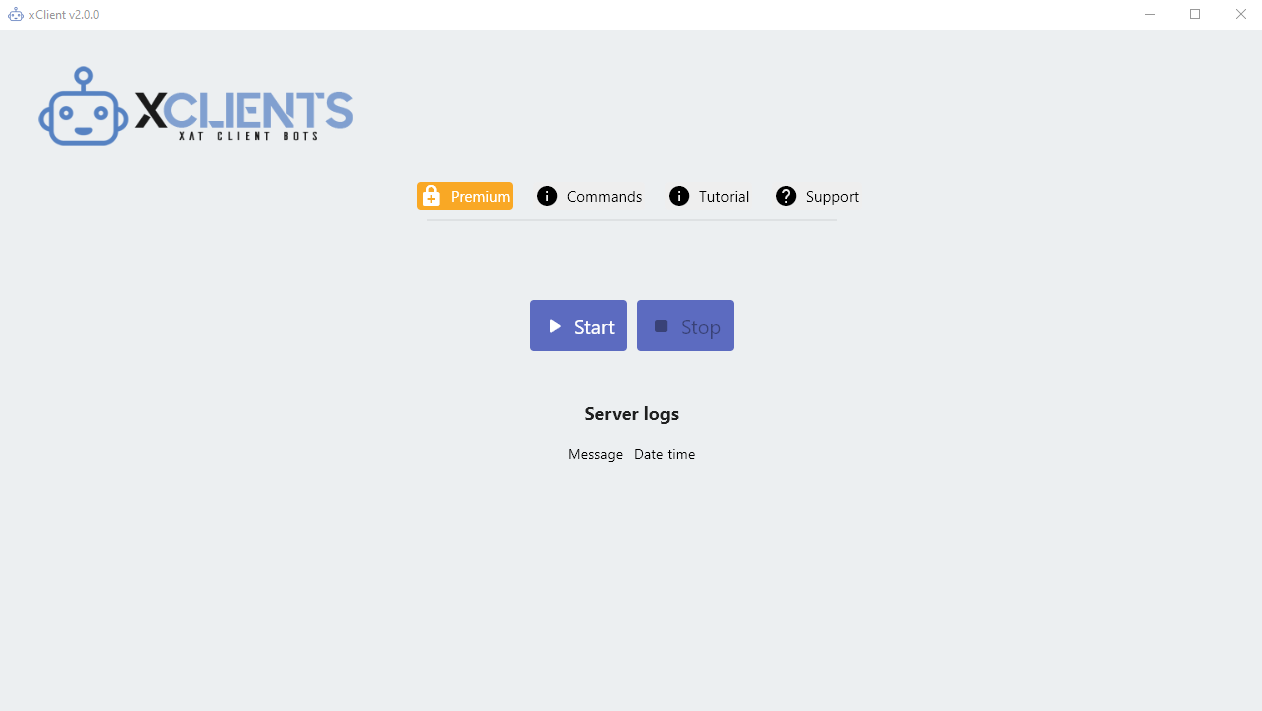 xClient v2.0.0
XCLIENTS
XAT CLIENT BOTS
Premium Commands Tutorial Support
Start Stop
Server logs
Message Date time